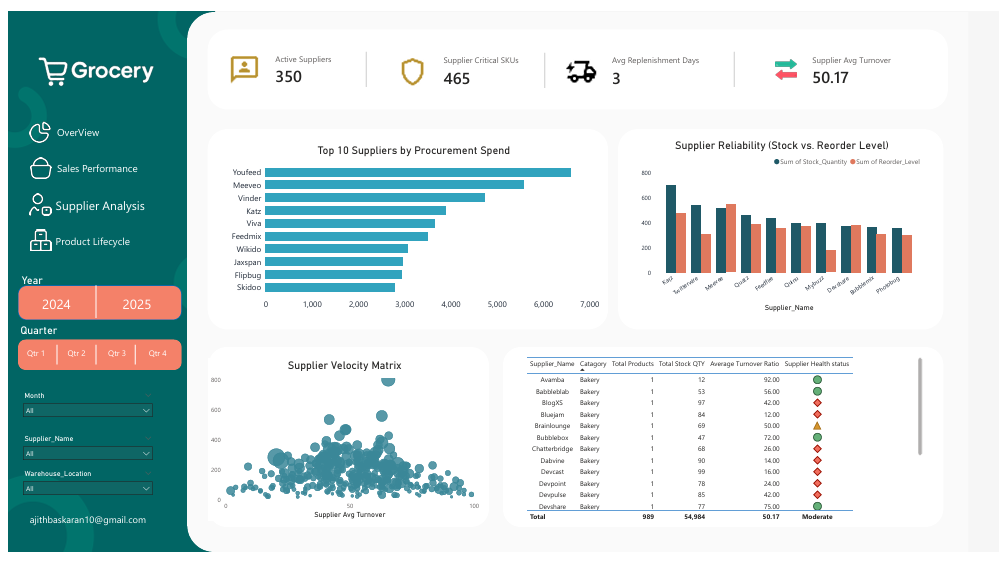 Grocery
OverView
Sales Performance
Supplier Analysis
Product Lifecycle
Year
2024 2025
Quarter
Qtr 1 Qtr 2 Qtr 3 Qtr 4
Month
All
Supplier_Name
All
Warehouse_Location
All
ajithbaskaran10@gmail.com
Active Suppliers
350
Supplier Critical SKUs
465
Avg Replenishment Days
3
Supplier Avg Turnover
50.17
Top 10 Suppliers by Procurement Spend
Youfeed
Meeveo
Vinder
Katz
Viva
Feedmix
Wikido
Jaxspan
Flipbug
Skidoo
0 1,000 2,000 3,000 4,000 5,000 6,000 7,000
Supplier Reliability (Stock vs. Reorder Level)
Sum of Stock_Quantity Sum of Reorder_Level
800
600
400
200
0
Katz Twitterwire Meevee Quatz Feedfire Quinu Mybuzz Devshare Bubblemix Photobug
Supplier_Name
Supplier Velocity Matrix
800
600
400
200
0
0 50 100
Supplier Avg Turnover
Supplier_Name Catagory Total Products Total Stock QTY Average Turnover Ratio Supplier Health status
Avamba Bakery 1 12 92.00
Babbleblab Bakery 1 53 56.00
BlogXS Bakery 1 97 42.00
Bluejam Bakery 1 84 12.00
Brainlounge Bakery 1 69 50.00
Bubblebox Bakery 1 47 72.00
Chatterbridge Bakery 1 68 26.00
Dabvine Bakery 1 90 14.00
Devcast Bakery 1 99 16.00
Devpoint Bakery 1 78 24.00
Devpulse Bakery 1 85 42.00
Devshare Bakery 1 77 75.00
Total 989 54,984 50.17 Moderate